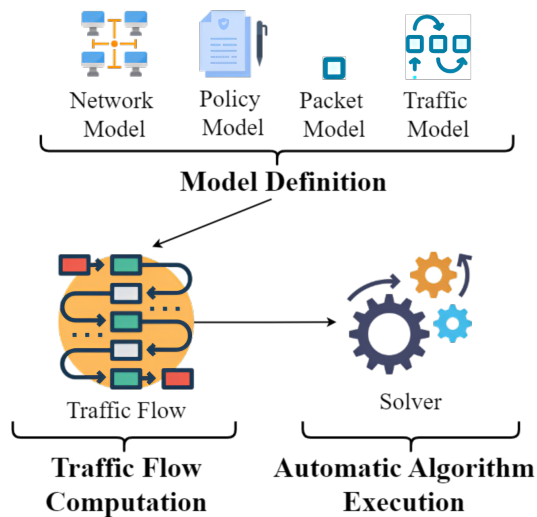 Network Policy Packet Traffic
Model Model Model Model
Model Definition
Traffic Flow Solver
Traffic Flow Automatic Algorithm
Computation Execution